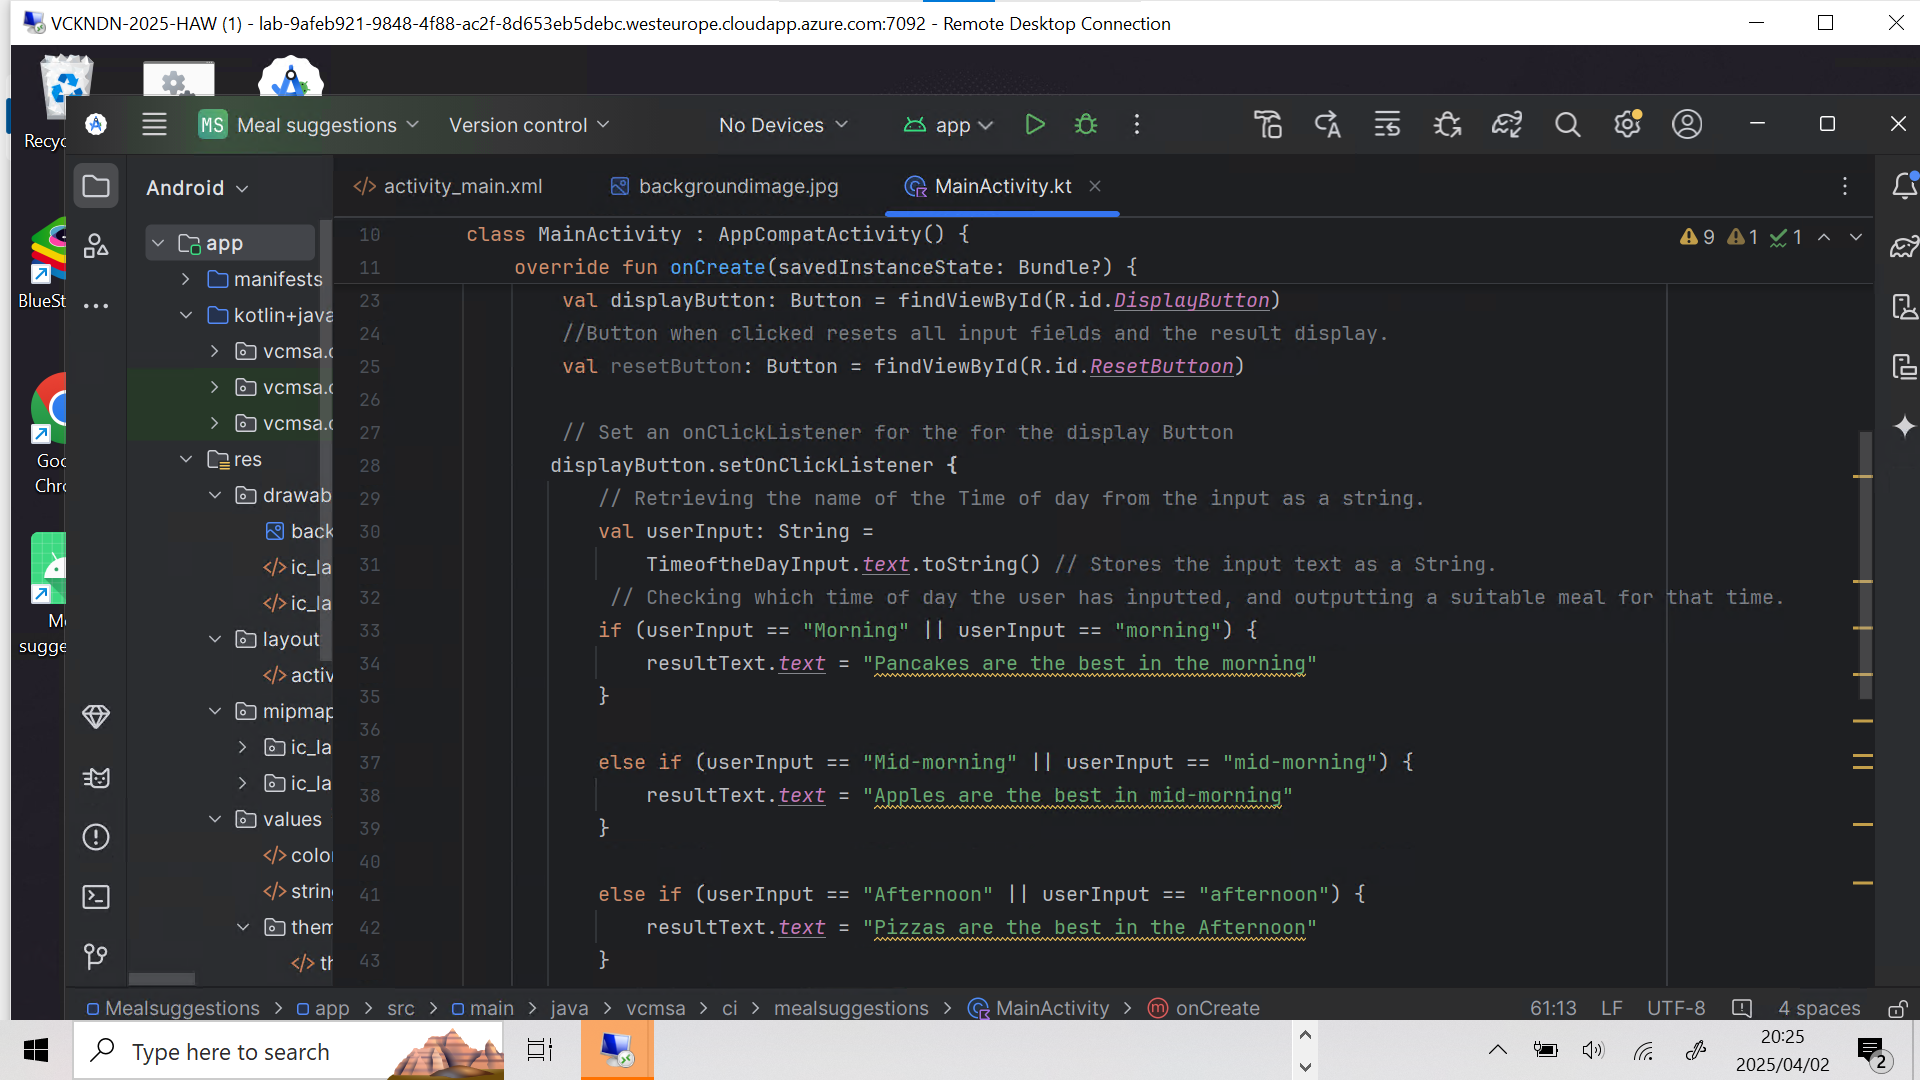 VCKNDN-2025-HAW (1) - lab-9afeb921-9848-4f88-ac2f-8d653eb5debc.westeurope.cloudapp.azure.com:7092 - Remote Desktop Connection
Recyc
BlueSt
Goo
Chro
Me
sugge
MS Meal suggestions
Version control
No Devices
app
Android
activity_main.xml
backgroundimage.jpg
MainActivity.kt
app
manifests
kotlin+java
vcmsa.c
vcmsa.c
vcmsa.c
res
drawab
back
ic_la
ic_la
layout
activ
mipmap
ic_la
ic_la
values
color
string
them
th
9 1 1
10 class MainActivity : AppCompatActivity() {
11 override fun onCreate(savedInstanceState: Bundle?) {
23 val displayButton: Button = findViewById(R.id.DisplayButton)
24 //Button when clicked resets all input fields and the result display.
25 val resetButton: Button = findViewById(R.id.ResetButtoon)
26
27 // Set an onClickListener for the for the display Button
28 displayButton.setOnClickListener {
29 // Retrieving the name of the Time of day from the input as a string.
30 val userInput: String =
31 TimeoftheDayInput.text.toString() // Stores the input text as a String.
32 // Checking which time of day the user has inputted, and outputting a suitable meal for that time.
33 if (userInput == "Morning" || userInput == "morning") {
34 resultText.text = "Pancakes are the best in the morning"
35 }
36
37 else if (userInput == "Mid-morning" || userInput == "mid-morning") {
38 resultText.text = "Apples are the best in mid-morning"
39 }
40
41 else if (userInput == "Afternoon" || userInput == "afternoon") {
42 resultText.text = "Pizzas are the best in the Afternoon"
43 }
Mealsuggestions > app > src > main > java > vcmsa > ci > mealsuggestions > MainActivity > onCreate
61:13 LF UTF-8 4 spaces
Type here to search
20:25
2025/04/02
2